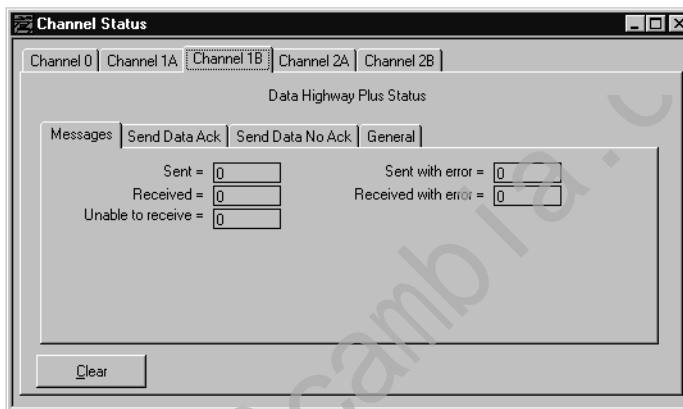 Channel Status
Channel 0 Channel 1A Channel 1B Channel 2A Channel 2B
Data Highway Plus Status
Messages Send Data Ack Send Data No Ack General
Sent = 0 Sent with error = 0
Received = 0 Received with error = 0
Unable to receive = 0
Clear
cambia.c